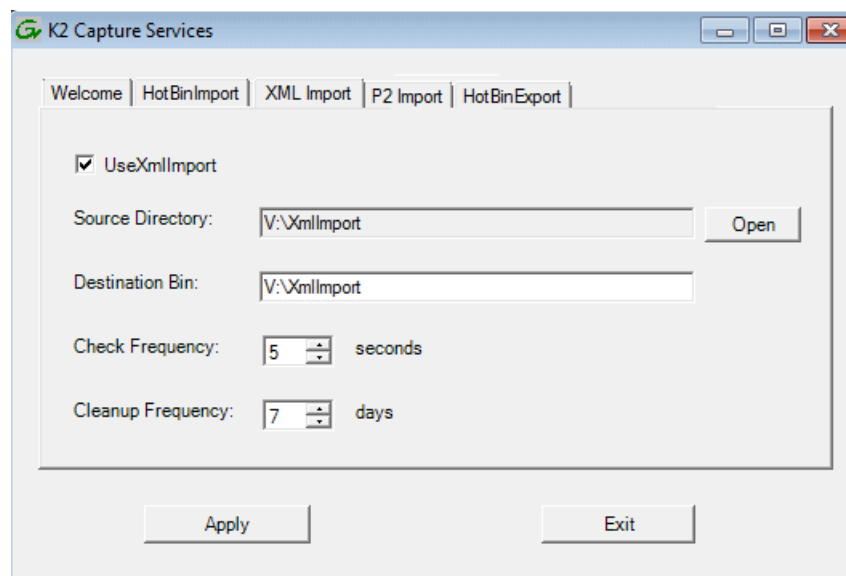 K2 Capture Services
Welcome HotBinImport XML Import P2 Import HotBinExport
UseXmlImport
Source Directory: V:\XmlImport Open
Destination Bin: V:\XmlImport
Check Frequency: 5 seconds
Cleanup Frequency: 7 days
Apply Exit